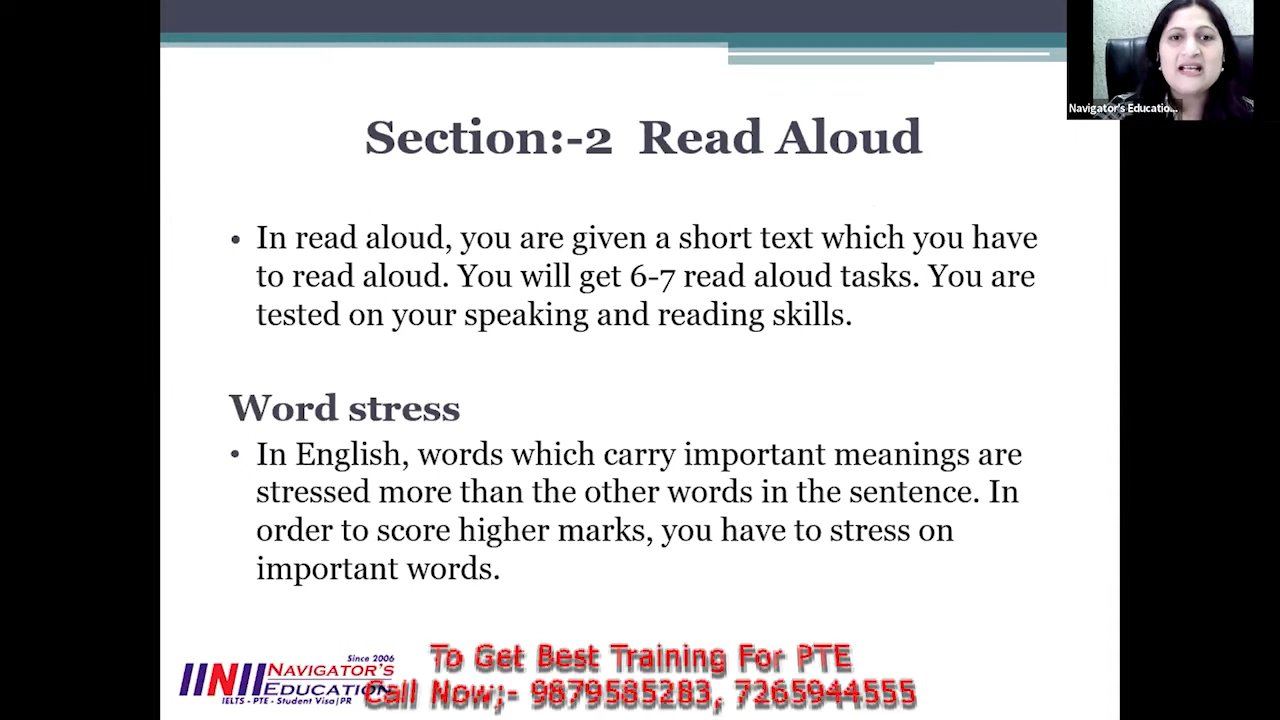 Navigator's Educatio...
Section:-2 Read Aloud
• In read aloud, you are given a short text which you have
to read aloud. You will get 6-7 read aloud tasks. You are
tested on your speaking and reading skills.
Word stress
• In English, words which carry important meanings are
stressed more than the other words in the sentence. In
order to score higher marks, you have to stress on
important words.
Since 2006
NAVIGATOR'S
EDUCATION
IELTS - PTE - Student Visa|PR
To Get Best Training For PTE
Call Now;- 9879585283, 7265944555